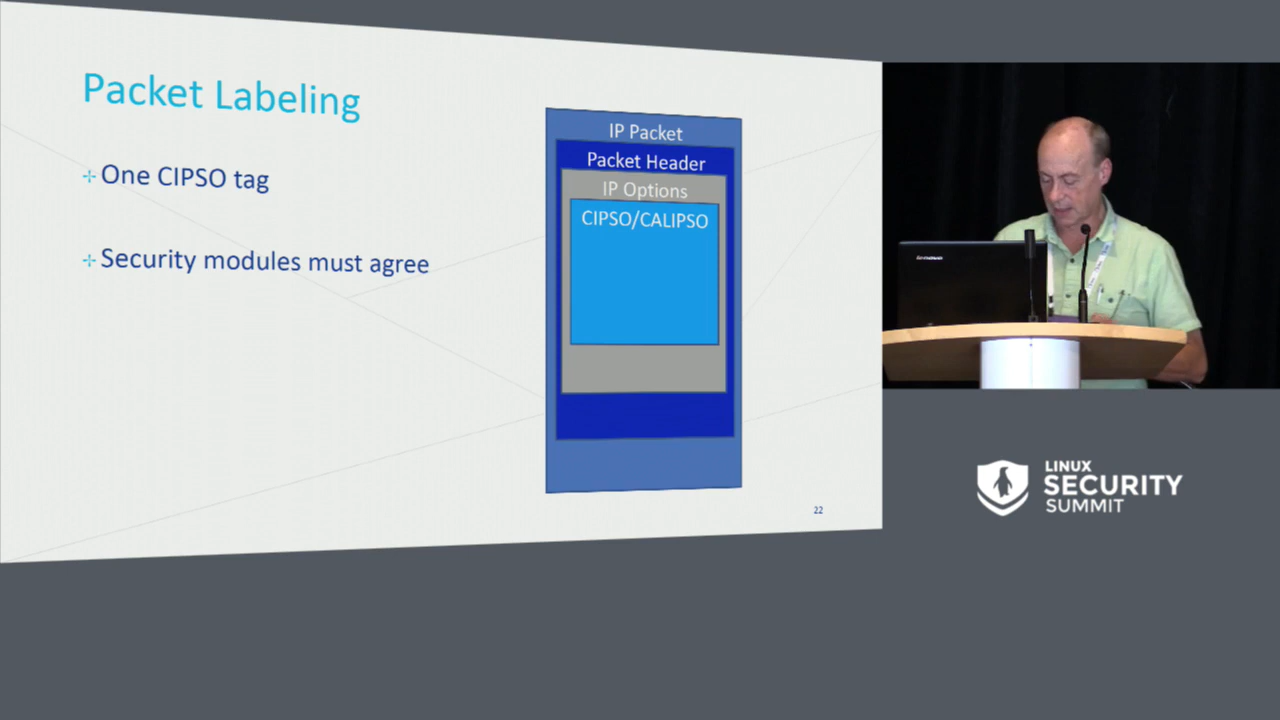 Packet Labeling
One CIPSO tag
Security modules must agree
IP Packet
Packet Header
IP Options
CIPSO/CALIPSO
22
Lenovo
LINUX
SECURITY
SUMMIT